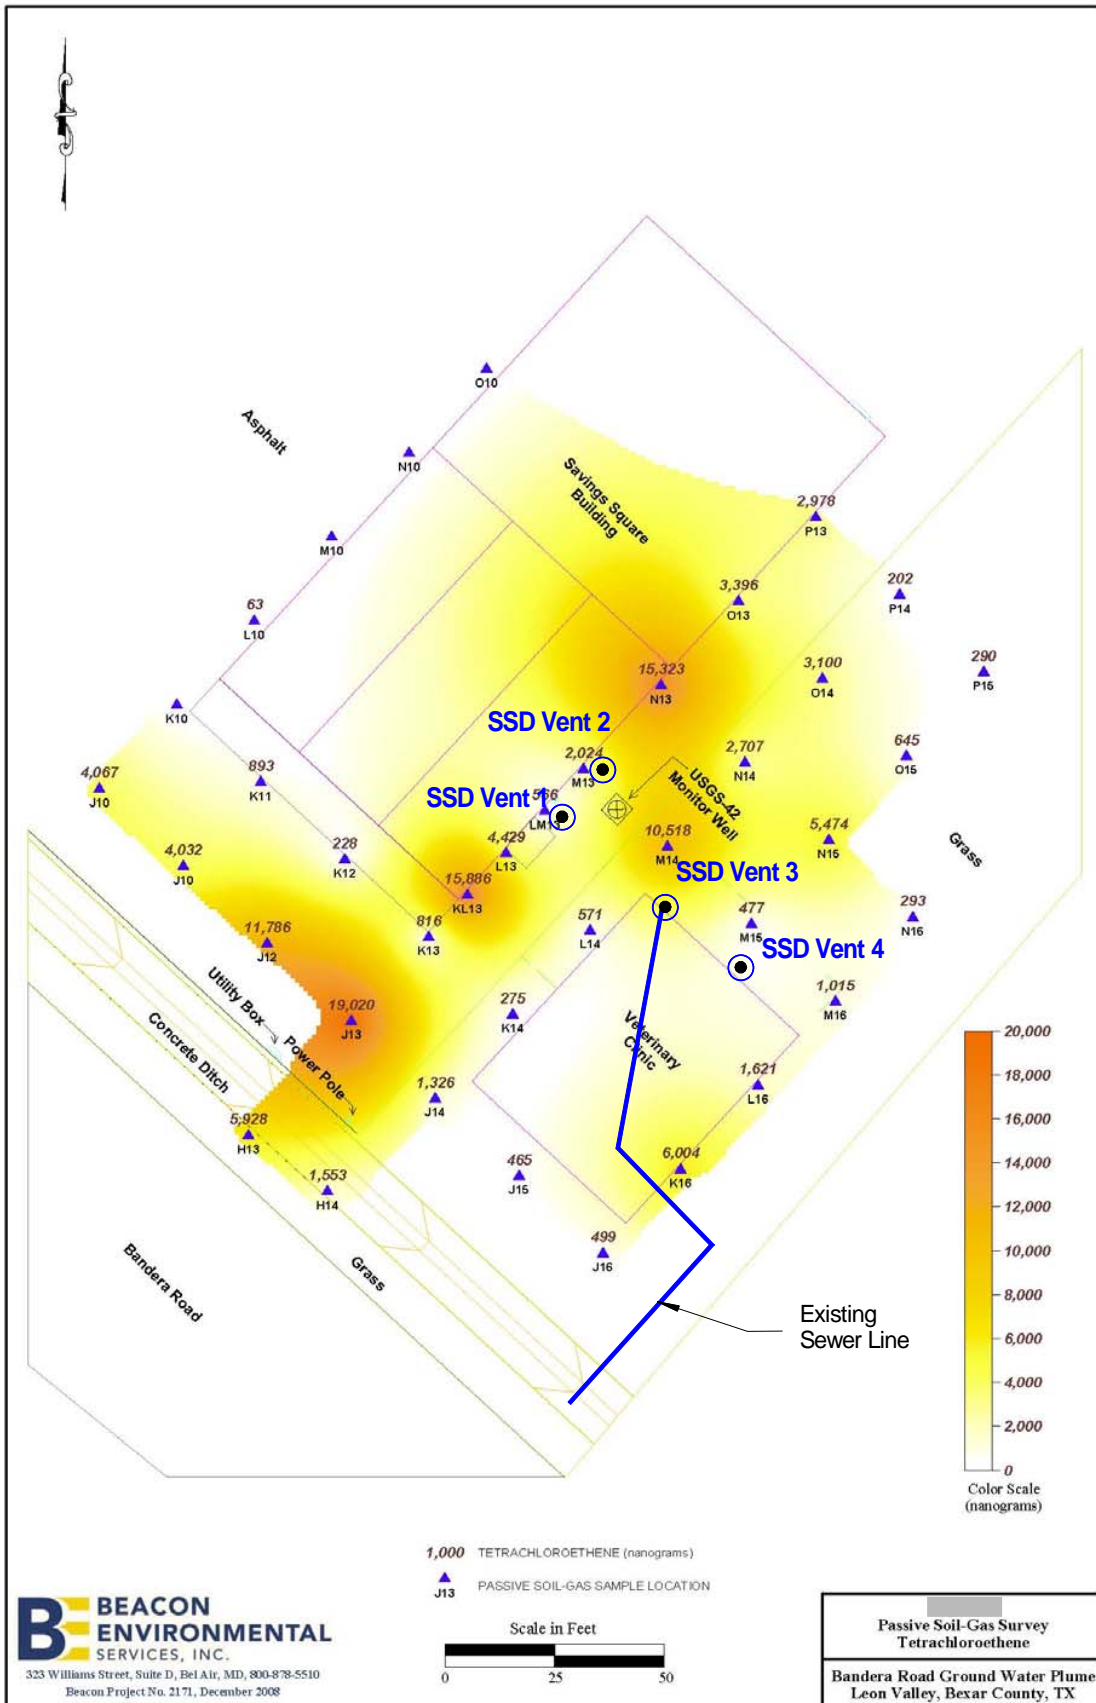 O10
Asphalt
N10
Savings Square
Building
2,978
P13
M10
202
P14
3,396
O13
63
L10
15,323
N13
3,100
O14
290
P15
K10
SSD Vent 2
2,024
M13
2,707
N14
645
O15
4,067
J10
893
K11
SSD Vent 1
566
LM13
USGS-42
Monitor Well
4,032
J10
228
K12
4,429
L13
10,518
M14
5,474
N15
Grass
15,886
KL13
SSD Vent 3
11,786
J12
816
K13
571
L14
477
M15
293
N16
SSD Vent 4
Utility Box
19,020
J13
275
K14
1,015
M16
Concrete Ditch
Power Pole
Veterinary
Clinic
1,326
J14
1,621
L16
5,928
H13
1,553
H14
465
J15
6,004
K16
499
J16
Bandera Road
Grass
Existing
Sewer Line
20,000
18,000
16,000
14,000
12,000
10,000
8,000
6,000
4,000
2,000
0
Color Scale
(nanograms)
1,000 TETRACHLOROETHENE (nanograms)
J13 PASSIVE SOIL-GAS SAMPLE LOCATION
Scale in Feet
0 25 50
BE BEACON
ENVIRONMENTAL
SERVICES, INC.
323 Williams Street, Suite D, Bel Air, MD, 800-878-5510
Beacon Project No. 2171, December 2008
Passive Soil-Gas Survey
Tetrachloroethene
Bandera Road Ground Water Plume
Leon Valley, Bexar County, TX